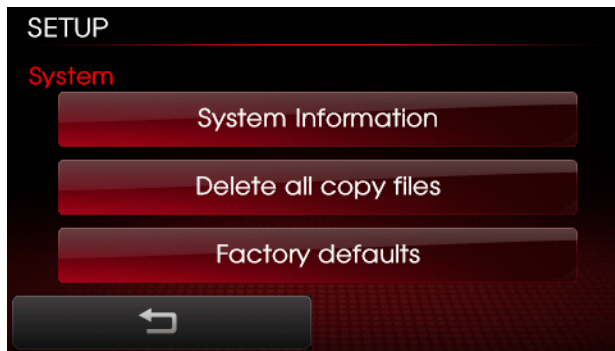 SETUP
System
System Information
Delete all copy files
Factory defaults